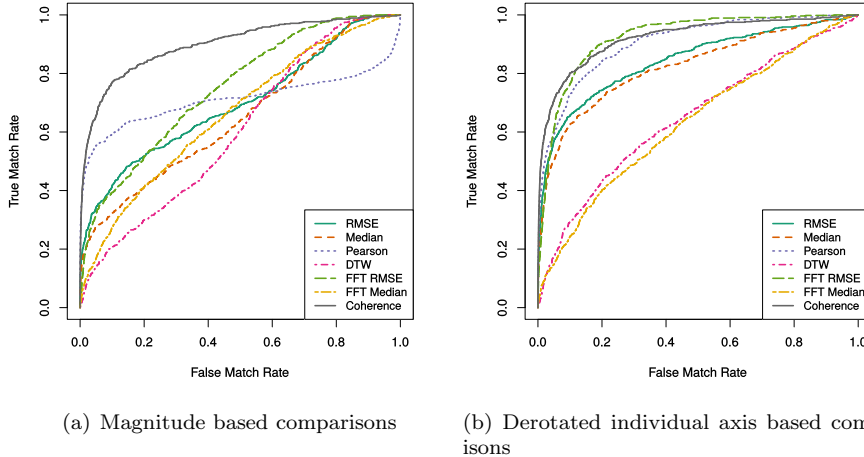 1.0
0.8
0.6
0.4
0.2
0.0
True Match Rate
0.0 0.2 0.4 0.6 0.8 1.0
False Match Rate
RMSE
Median
Pearson
DTW
FFT RMSE
FFT Median
Coherence
(a) Magnitude based comparisons
1.0
0.8
0.6
0.4
0.2
0.0
True Match Rate
0.0 0.2 0.4 0.6 0.8 1.0
False Match Rate
RMSE
Median
Pearson
DTW
FFT RMSE
FFT Median
Coherence
(b) Derotated individual axis based com
isons